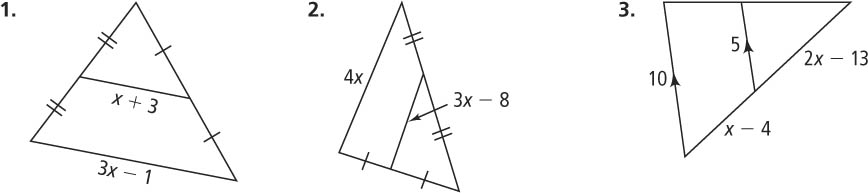 1.
x + 3
3x − 1
2.
4x
3x − 8
3.
5
10
2x − 13
x − 4